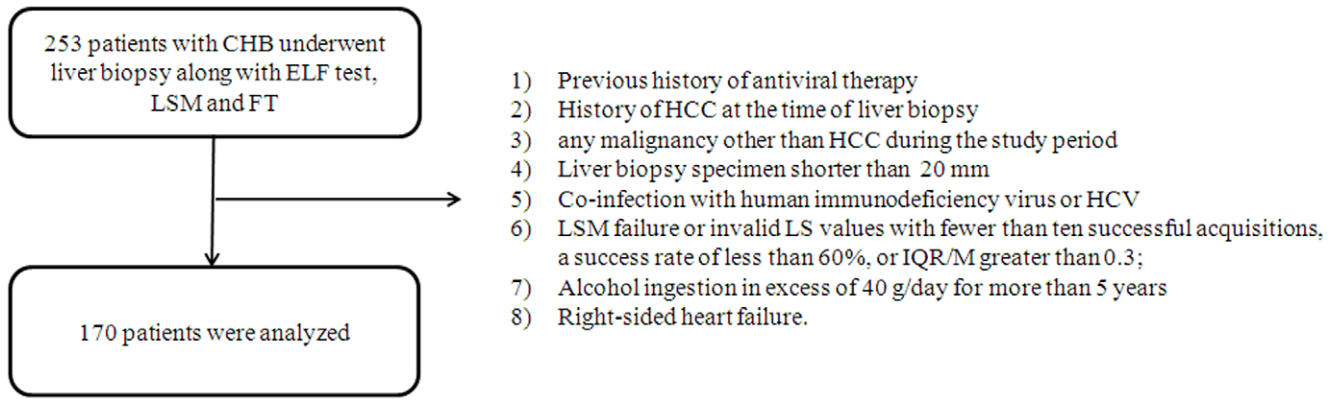 253 patients with CHB underwent
liver biopsy along with ELF test,
LSM and FT
1) Previous history of antiviral therapy
2) History of HCC at the time of liver biopsy
3) any malignancy other than HCC during the study period
4) Liver biopsy specimen shorter than 20 mm
5) Co-infection with human immunodeficiency virus or HCV
6) LSM failure or invalid LS values with fewer than ten successful acquisitions,
a success rate of less than 60%, or IQR/M greater than 0.3;
7) Alcohol ingestion in excess of 40 g/day for more than 5 years
8) Right-sided heart failure.
170 patients were analyzed